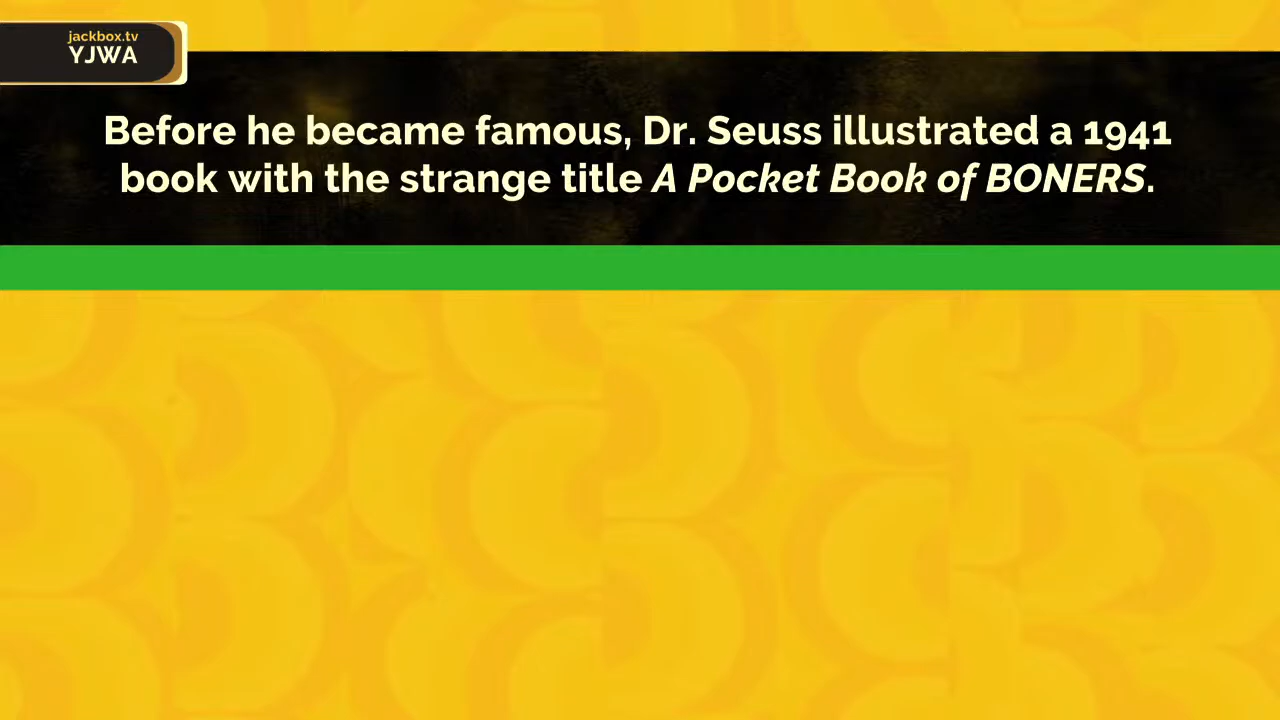 jackbox.tv
YJWA
Before he became famous, Dr. Seuss illustrated a 1941
book with the strange title A Pocket Book of BONERS.